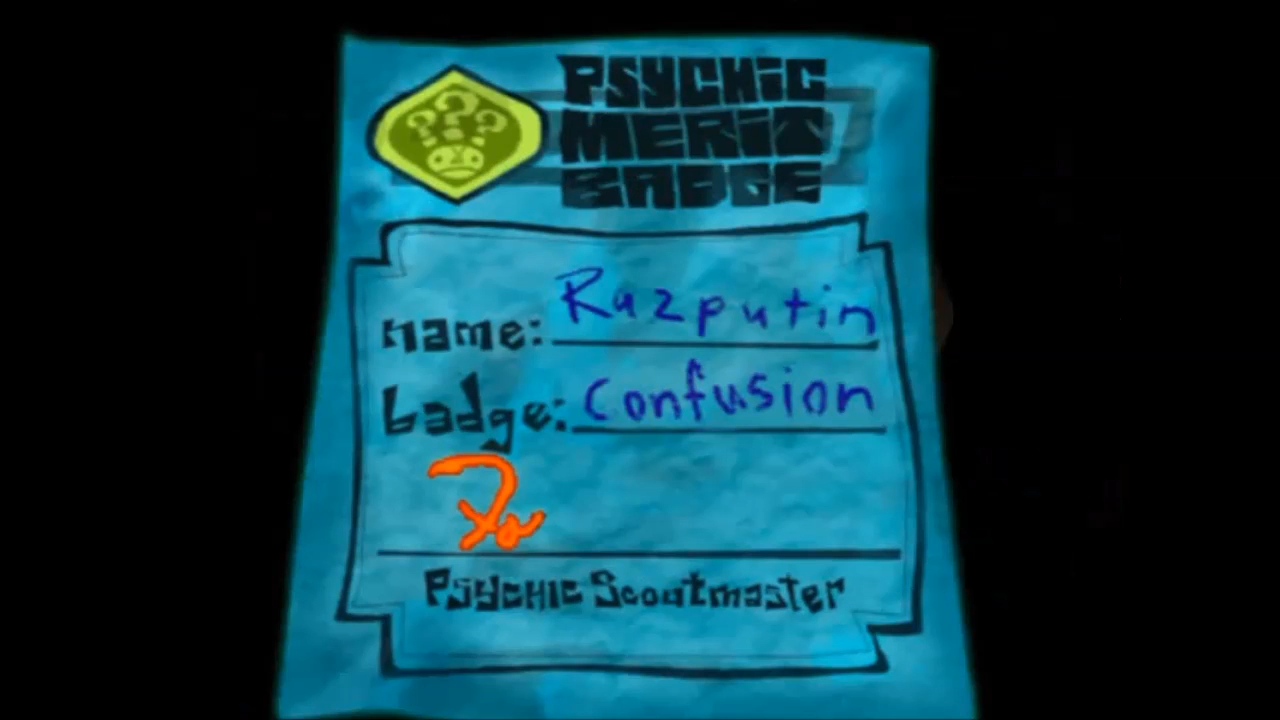 PSYCHiC
MERiT
BADGE
name: Razputin
badge: Confusion
Psychic Scoutmaster